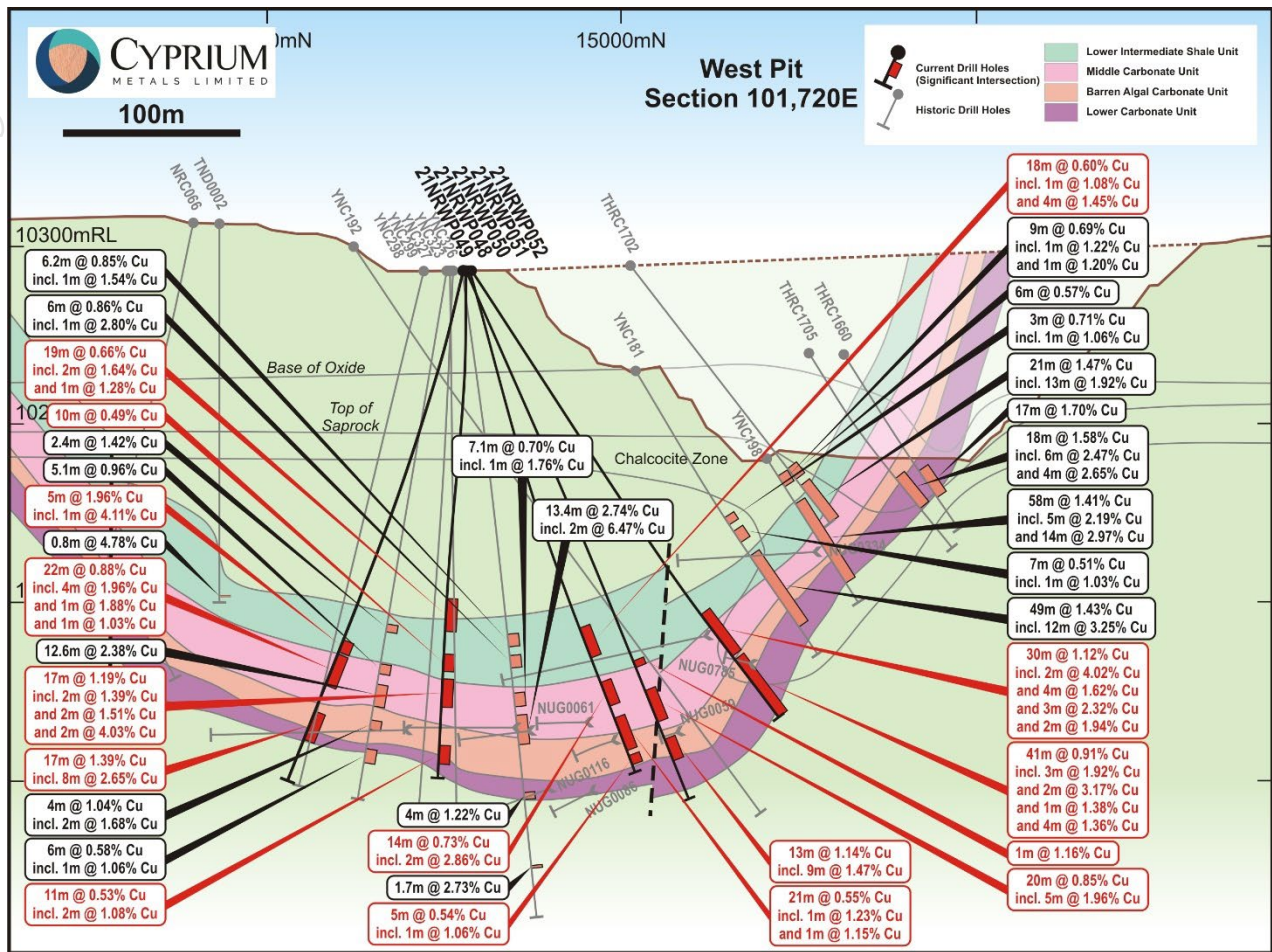 CYPRIUM
METALS LIMITED
100m
0mN
15000mN
West Pit
Section 101,720E
Current Drill Holes
(Significant Intersection)
Historic Drill Holes
Lower Intermediate Shale Unit
Middle Carbonate Unit
Barren Algal Carbonate Unit
Lower Carbonate Unit
NRC066
TND0002
YNC192
YNC298
YNC299
YNC327
YNC323
YNC326
21NRWP049
21NRWP048
21NRWP050
21NRWP051
21NRWP052
THRC1702
YNC181
THRC1705
THRC1660
YNC198
10300mRL
102
1
Base of Oxide
Top of
Saprock
Chalcocite Zone
6.2m @ 0.85% Cu
incl. 1m @ 1.54% Cu
6m @ 0.86% Cu
incl. 1m @ 2.80% Cu
19m @ 0.66% Cu
incl. 2m @ 1.64% Cu
and 1m @ 1.28% Cu
10m @ 0.49% Cu
2.4m @ 1.42% Cu
5.1m @ 0.96% Cu
5m @ 1.96% Cu
incl. 1m @ 4.11% Cu
0.8m @ 4.78% Cu
22m @ 0.88% Cu
incl. 4m @ 1.96% Cu
and 1m @ 1.88% Cu
and 1m @ 1.03% Cu
12.6m @ 2.38% Cu
17m @ 1.19% Cu
incl. 2m @ 1.39% Cu
and 2m @ 1.51% Cu
and 2m @ 4.03% Cu
17m @ 1.39% Cu
incl. 8m @ 2.65% Cu
4m @ 1.04% Cu
incl. 2m @ 1.68% Cu
6m @ 0.58% Cu
incl. 1m @ 1.06% Cu
11m @ 0.53% Cu
incl. 2m @ 1.08% Cu
7.1m @ 0.70% Cu
incl. 1m @ 1.76% Cu
13.4m @ 2.74% Cu
incl. 2m @ 6.47% Cu
NUG0785
NUG0061
NUG0059
NUG0116
NUG0086
4m @ 1.22% Cu
14m @ 0.73% Cu
incl. 2m @ 2.86% Cu
1.7m @ 2.73% Cu
5m @ 0.54% Cu
incl. 1m @ 1.06% Cu
13m @ 1.14% Cu
incl. 9m @ 1.47% Cu
21m @ 0.55% Cu
incl. 1m @ 1.23% Cu
and 1m @ 1.15% Cu
18m @ 0.60% Cu
incl. 1m @ 1.08% Cu
and 4m @ 1.45% Cu
9m @ 0.69% Cu
incl. 1m @ 1.22% Cu
and 1m @ 1.20% Cu
6m @ 0.57% Cu
3m @ 0.71% Cu
incl. 1m @ 1.06% Cu
21m @ 1.47% Cu
incl. 13m @ 1.92% Cu
17m @ 1.70% Cu
18m @ 1.58% Cu
incl. 6m @ 2.47% Cu
and 4m @ 2.65% Cu
58m @ 1.41% Cu
incl. 5m @ 2.19% Cu
and 14m @ 2.97% Cu
7m @ 0.51% Cu
incl. 1m @ 1.03% Cu
49m @ 1.43% Cu
incl. 12m @ 3.25% Cu
30m @ 1.12% Cu
incl. 2m @ 4.02% Cu
and 4m @ 1.62% Cu
and 3m @ 2.32% Cu
and 2m @ 1.94% Cu
41m @ 0.91% Cu
incl. 3m @ 1.92% Cu
and 2m @ 3.17% Cu
and 1m @ 1.38% Cu
and 4m @ 1.36% Cu
1m @ 1.16% Cu
20m @ 0.85% Cu
incl. 5m @ 1.96% Cu